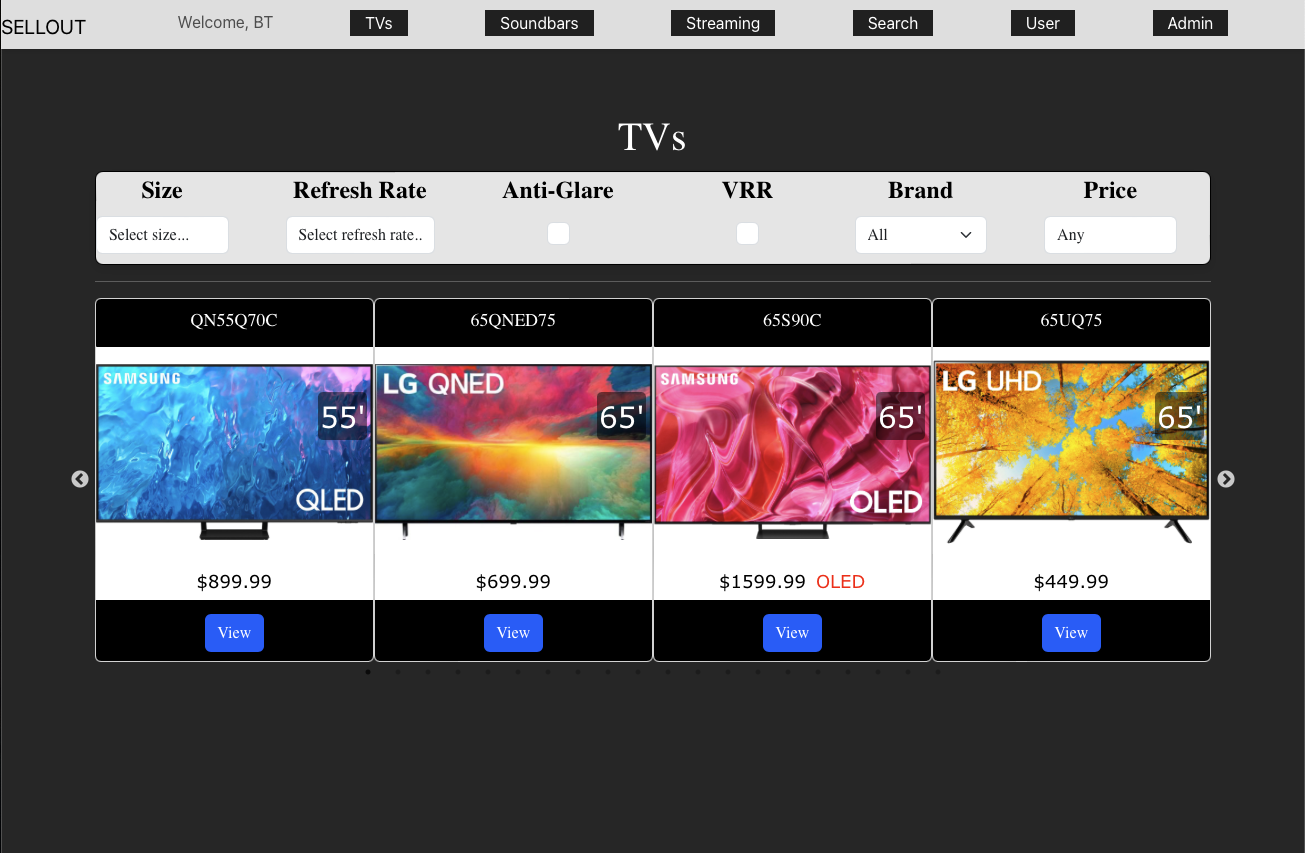 SELLOUT Welcome, BT TVs Soundbars Streaming Search User Admin
TVs
Size Refresh Rate Anti-Glare VRR Brand Price
Select size... Select refresh rate.. All Any
QN55Q70C 65QNED75 65S90C 65UQ75
SAMSUNG LG QNED SAMSUNG LG UHD
55' 65' 65' 65'
QLED OLED
$899.99 $699.99 $1599.99 OLED $449.99
View View View View